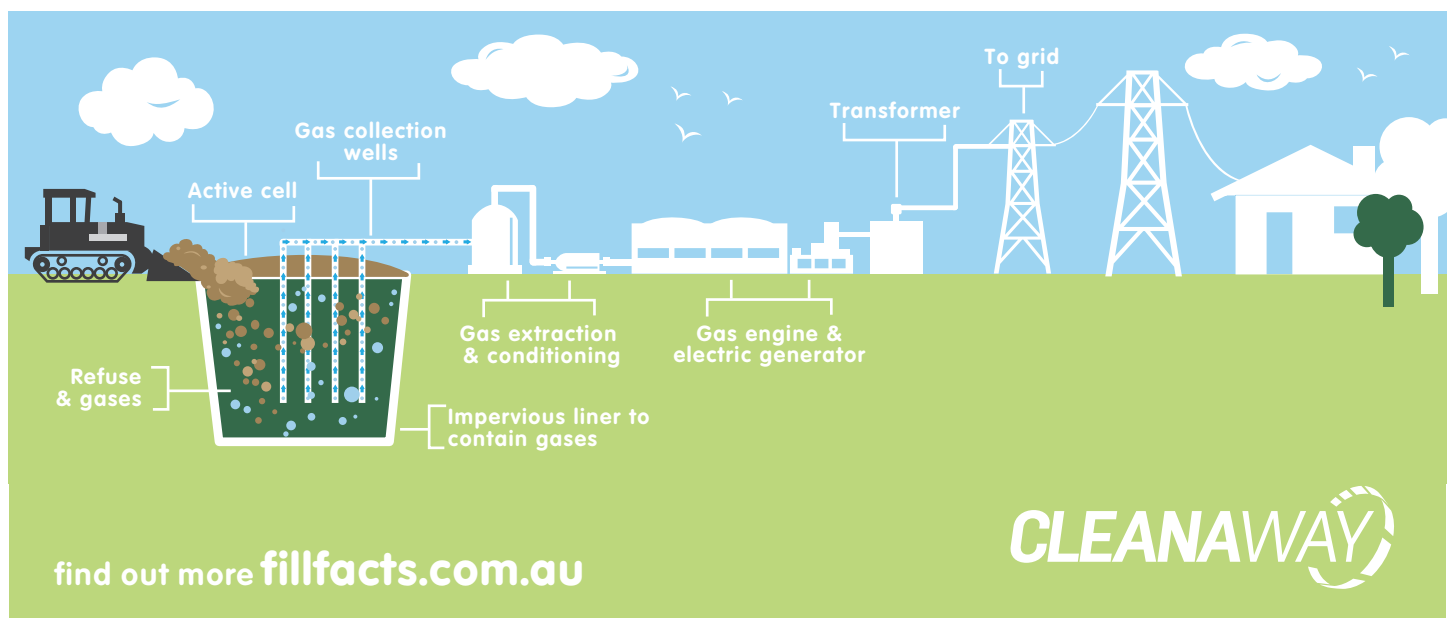 To grid
Transformer
Gas collection
wells
Active cell
Gas extraction
& conditioning
Gas engine &
electric generator
Refuse
& gases
Impervious liner to
contain gases
find out more fillfacts.com.au
CLEANAWAY